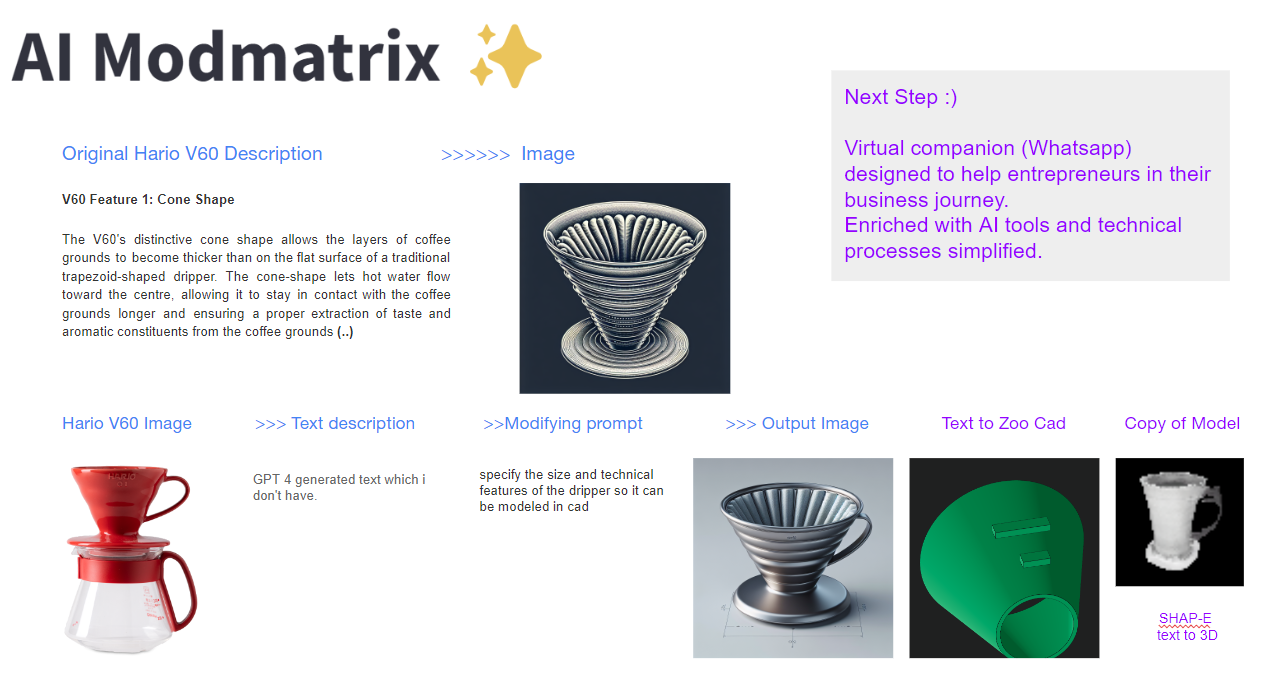 AI Modmatrix
Next Step :)
Virtual companion (Whatsapp)
designed to help entrepreneurs in their
business journey.
Enriched with AI tools and technical
processes simplified.
Original Hario V60 Description
>>>>>> Image
V60 Feature 1: Cone Shape
The V60's distinctive cone shape allows the layers of coffee
grounds to become thicker than on the flat surface of a traditional
trapezoid-shaped dripper. The cone-shape lets hot water flow
toward the centre, allowing it to stay in contact with the coffee
grounds longer and ensuring a proper extraction of taste and
aromatic constituents from the coffee grounds (..)
Hario V60 Image
>>> Text description
>>Modifying prompt
>>> Output Image
Text to Zoo Cad
Copy of Model
GPT 4 generated text which i
don't have.
specify the size and technical
features of the dripper so it can
be modeled in cad
SHAP-E
text to 3D